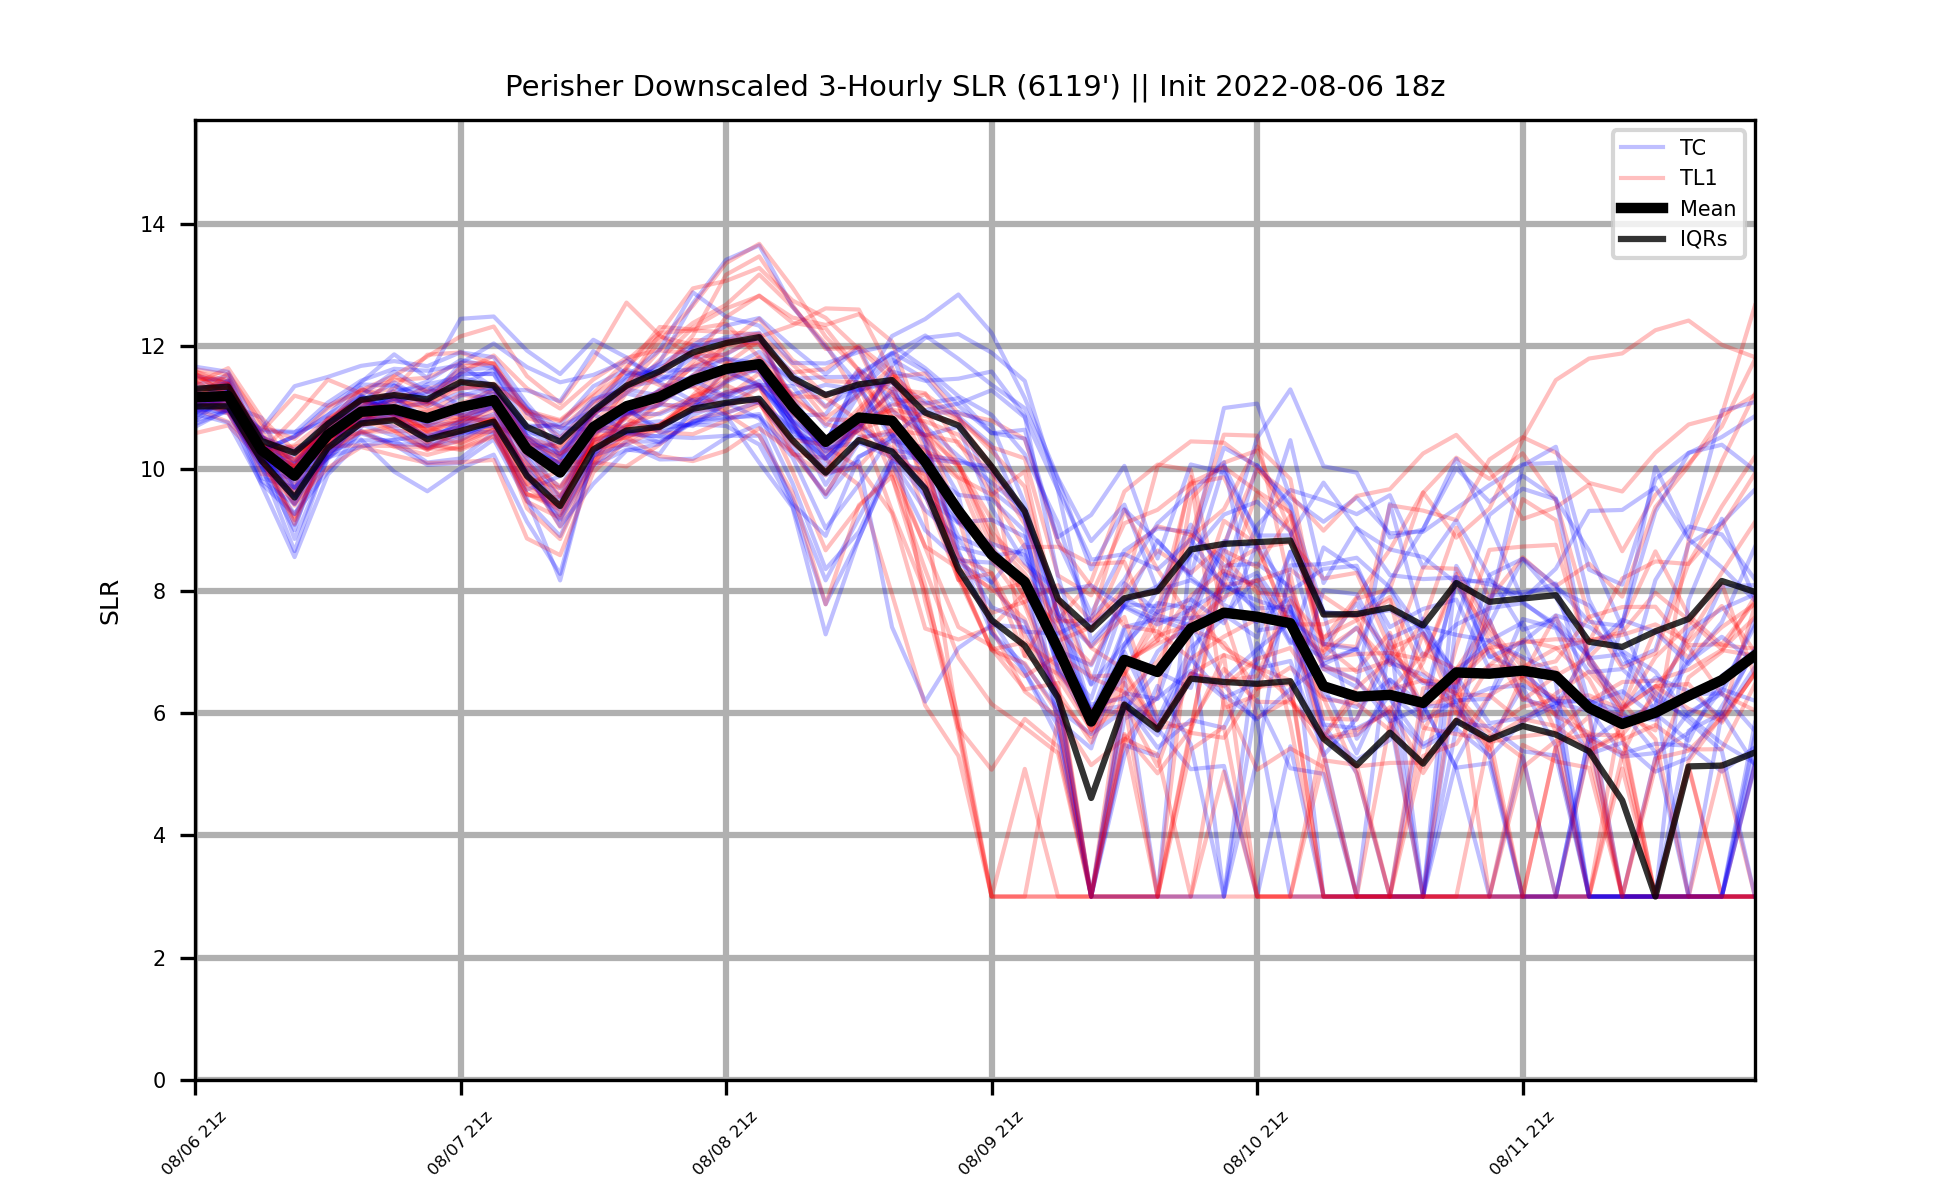 Perisher Downscaled 3-Hourly SLR (6119') || Init 2022-08-06 18z
TC
TL1
Mean
IQRs
14
12
10
8
6
4
2
0
SLR
08/06 21z
08/07 21z
08/08 21z
08/09 21z
08/10 21z
08/11 21z